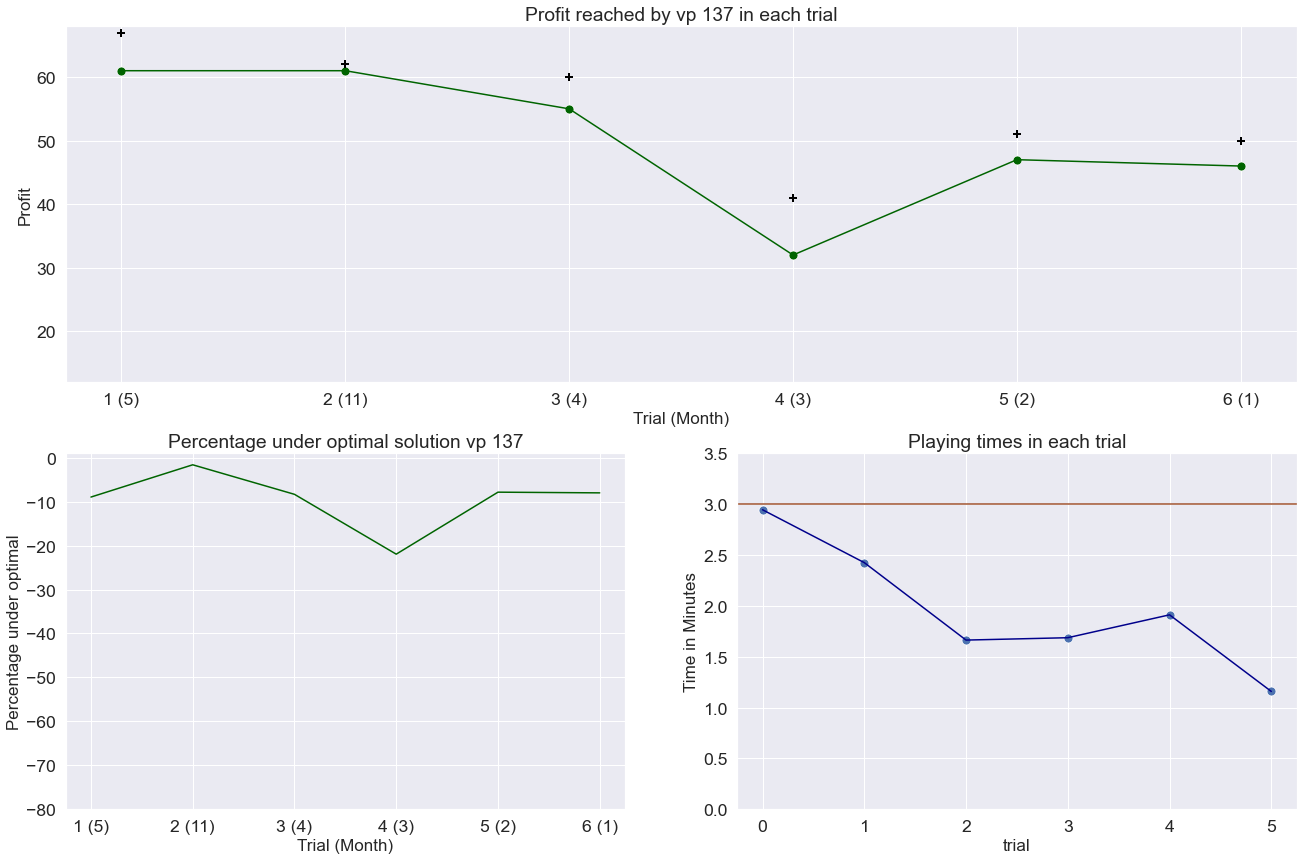 Profit reached by vp 137 in each trial
Profit
60
50
40
30
20
1 (5) 2 (11) 3 (4) 4 (3) 5 (2) 6 (1)
Trial (Month)
Percentage under optimal solution vp 137
Percentage under optimal
0
−10
−20
−30
−40
−50
−60
−70
−80
1 (5) 2 (11) 3 (4) 4 (3) 5 (2) 6 (1)
Trial (Month)
Playing times in each trial
Time in Minutes
3.5
3.0
2.5
2.0
1.5
1.0
0.5
0.0
0 1 2 3 4 5
trial